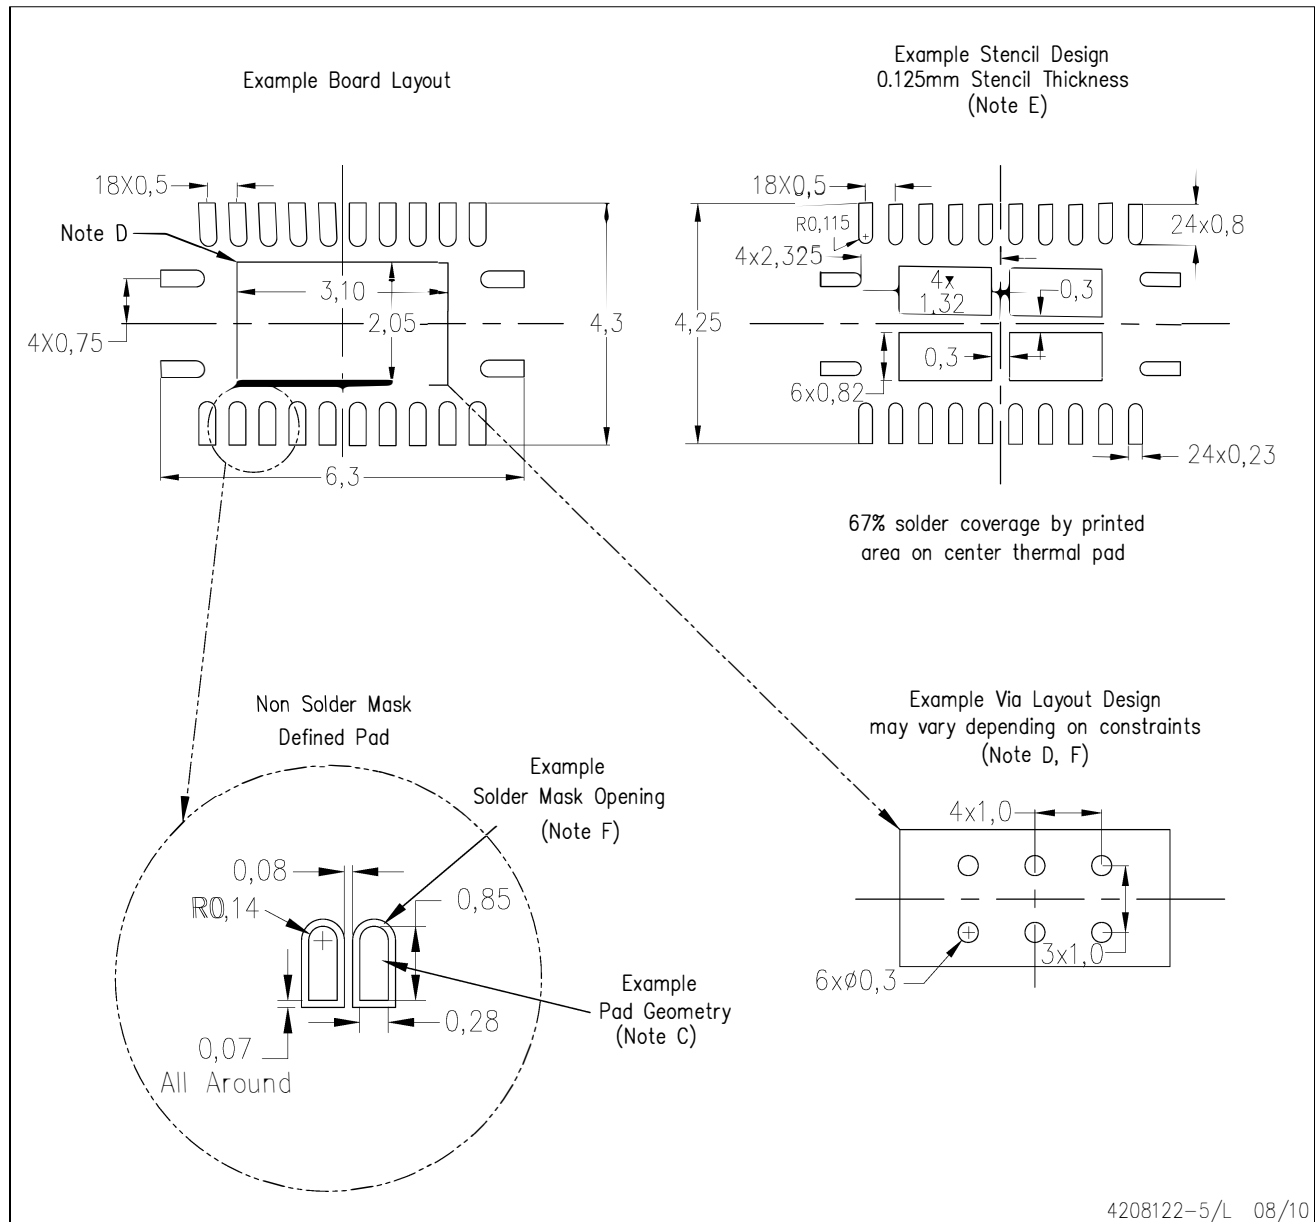 Example Board Layout
18X0,5
Note D
3,10
2,05
4X0,75
4,3
6,3
Example Stencil Design
0.125mm Stencil Thickness
(Note E)
18X0,5
R0,115
4x2,325
24x0,8
4x
1,32
0,3
4,25
0,3
6x0,82
24x0,23
67% solder coverage by printed
area on center thermal pad
Non Solder Mask
Defined Pad
Example
Solder Mask Opening
(Note F)
0,08
R0,14
0,85
Example
Pad Geometry
(Note C)
0,28
0,07
All Around
Example Via Layout Design
may vary depending on constraints
(Note D, F)
4x1,0
3x1,0
6xø0,3
4208122-5/L 08/10